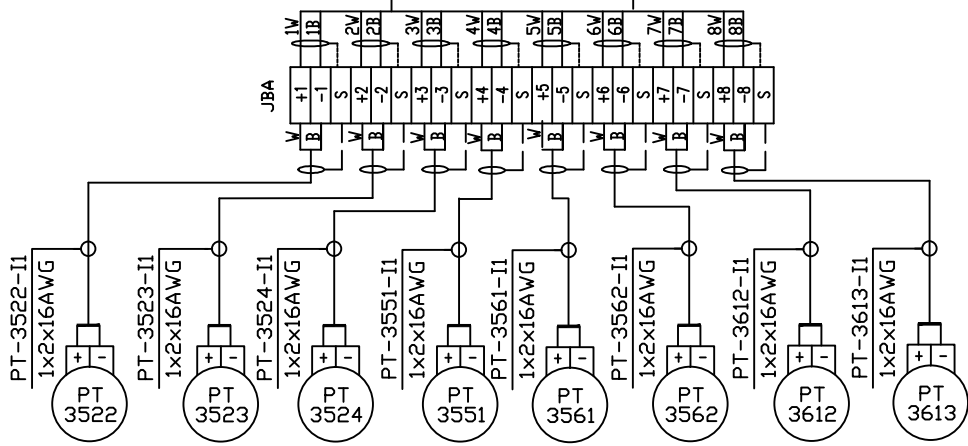 1W 1B 2W 2B 3W 3B 4W 4B 5W 5B 6W 6B 7W 7B 8W 8B
JBA
+1 -1 S +2 -2 S +3 -3 S +4 -4 S +5 -5 S +6 -6 S +7 -7 S +8 -8 S
W B W B W B W B W B W B W B W B
PT-3522-I1
1x2x16AWG
PT-3523-I1
1x2x16AWG
PT-3524-I1
1x2x16AWG
PT-3551-I1
1x2x16AWG
PT-3561-I1
1x2x16AWG
PT-3562-I1
1x2x16AWG
PT-3612-I1
1x2x16AWG
PT-3613-I1
1x2x16AWG
+ - + - + - + - + - + - + - + -
PT
3522
PT
3523
PT
3524
PT
3551
PT
3561
PT
3562
PT
3612
PT
3613